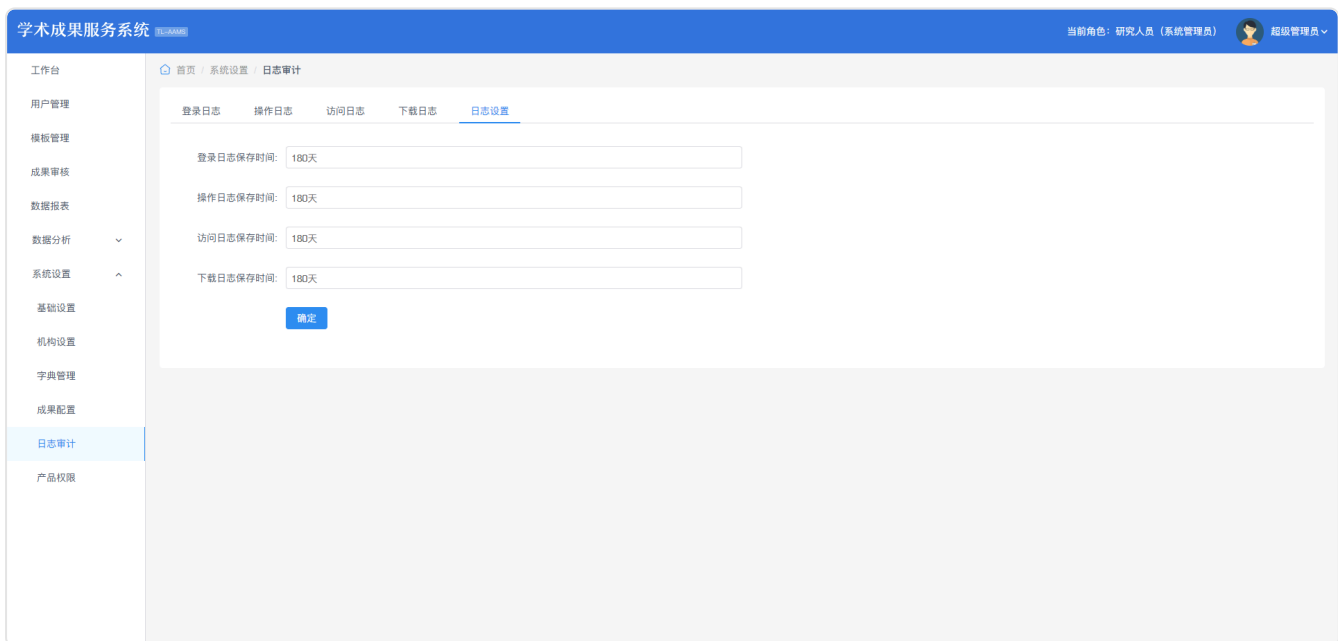 学术成果服务系统 TL-AAMS
当前角色：研究人员（系统管理员）
超级管理员
工作台
用户管理
模板管理
成果审核
数据报表
数据分析
系统设置
基础设置
机构设置
字典管理
成果配置
日志审计
产品权限
首页 / 系统设置 / 日志审计
登录日志 操作日志 访问日志 下载日志 日志设置
登录日志保存时间: 180天
操作日志保存时间: 180天
访问日志保存时间: 180天
下载日志保存时间: 180天
确定